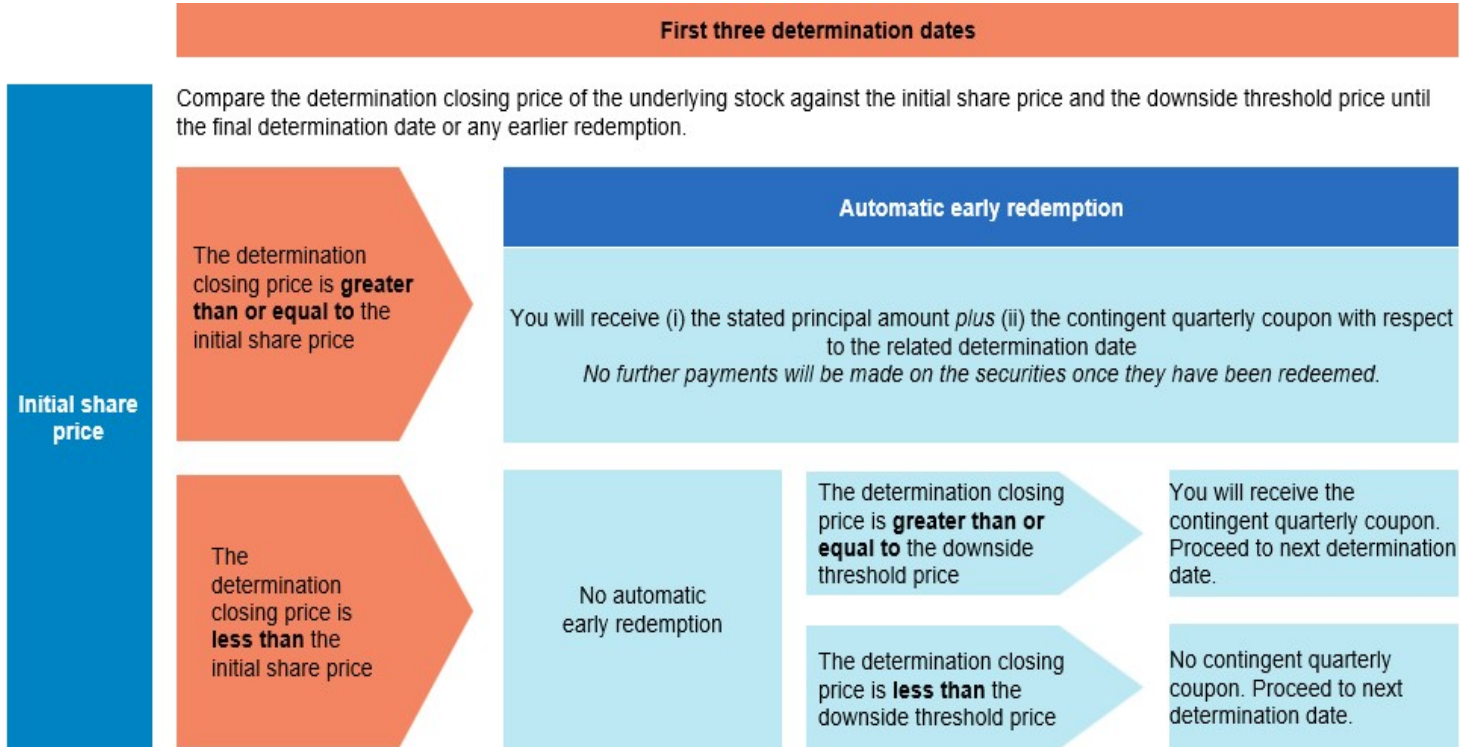 First three determination dates
Compare the determination closing price of the underlying stock against the initial share price and the downside threshold price until
the final determination date or any earlier redemption.
Initial share
price
The determination
closing price is greater
than or equal to the
initial share price
Automatic early redemption
You will receive (i) the stated principal amount plus (ii) the contingent quarterly coupon with respect
to the related determination date
No further payments will be made on the securities once they have been redeemed.
The
determination
closing price is
less than the
initial share price
No automatic
early redemption
The determination closing
price is greater than or
equal to the downside
threshold price
You will receive the
contingent quarterly coupon.
Proceed to next determination
date.
The determination closing
price is less than the
downside threshold price
No contingent quarterly
coupon. Proceed to next
determination date.